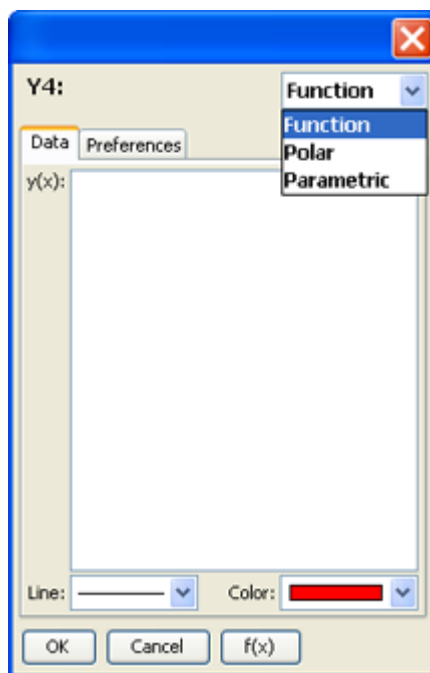 Y4:
Function
Function
Polar
Parametric
Data Preferences
y(x):
Line: Color:
OK Cancel f(x)